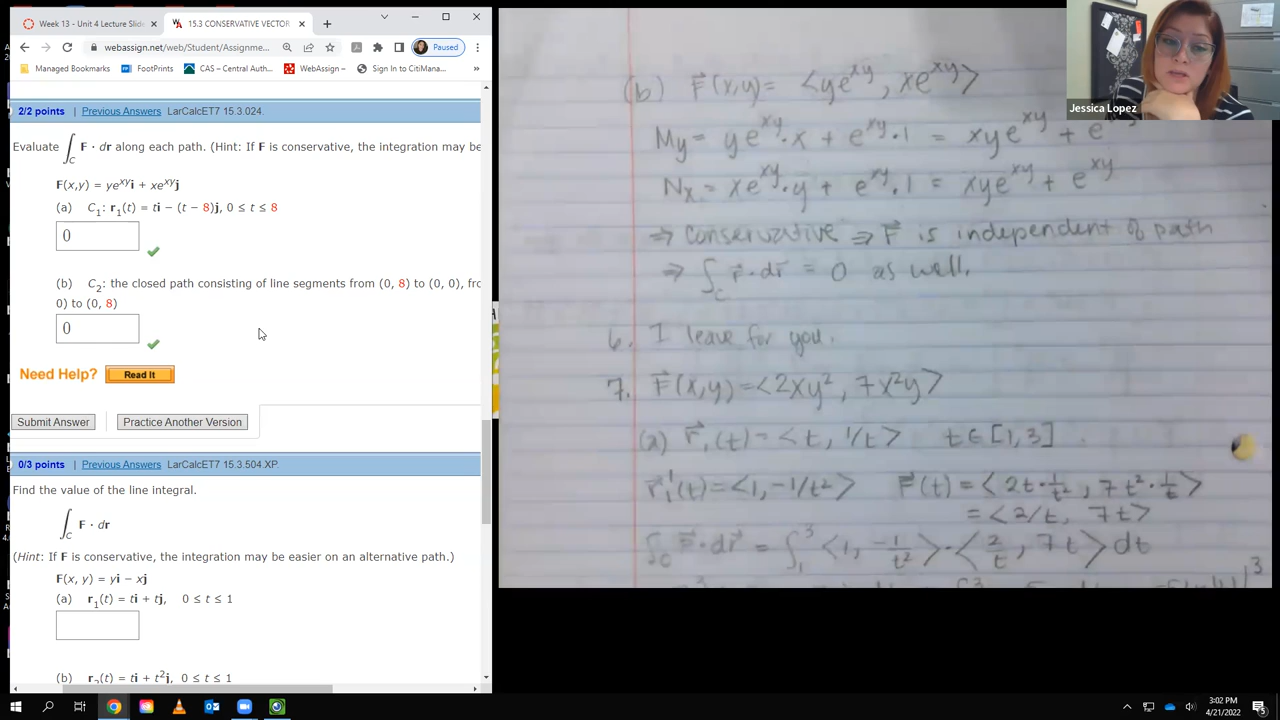 Week 13 - Unit 4 Lecture Slid
15.3 CONSERVATIVE VECTOR
webassign.net/web/Student/Assignme...
Paused
Managed Bookmarks
FootPrints
CAS – Central Auth...
WebAssign –
Sign In to CitiMana...
2/2 points | Previous Answers LarCalcET7 15.3.024.
Evaluate ∫C F · dr along each path. (Hint: If F is conservative, the integration may be
F(x,y) = ye^xy i + xe^xy j
(a) C1: r1(t) = ti − (t − 8)j, 0 ≤ t ≤ 8
0
(b) C2: the closed path consisting of line segments from (0, 8) to (0, 0), fro
0) to (0, 8)
0
Need Help? Read It
Submit Answer Practice Another Version
0/3 points | Previous Answers LarCalcET7 15.3.504.XP.
Find the value of the line integral.
∫C F · dr
(Hint: If F is conservative, the integration may be easier on an alternative path.)
F(x, y) = yi − xj
(a) r1(t) = ti + tj, 0 ≤ t ≤ 1
(b) r2(t) = ti + t²j, 0 ≤ t ≤ 1
(b) F(x,y) = <ye^xy, xe^xy>
My = ye^xy·x + e^xy·1 = xye^xy + e
Nx = xe^xy·y + e^xy·1 = xye^xy + e^xy
⇒ conservative ⇒ F is independent of path
⇒ ∫C F·dr = 0 as well.
6. I leave for you.
7. F(x,y) = <2xy², 7x²y>
(a) r1(t) = <t, 1/t> t ∈ [1,3]
r1'(t) = <1, -1/t²> F(t) = <2t·1/t², 7t²·1/t>
= <2/t, 7t>
∫C F·dr = ∫1^3 <1, -1/t²>·<2/t, 7t> dt
Jessica Lopez
3:02 PM
4/21/2022